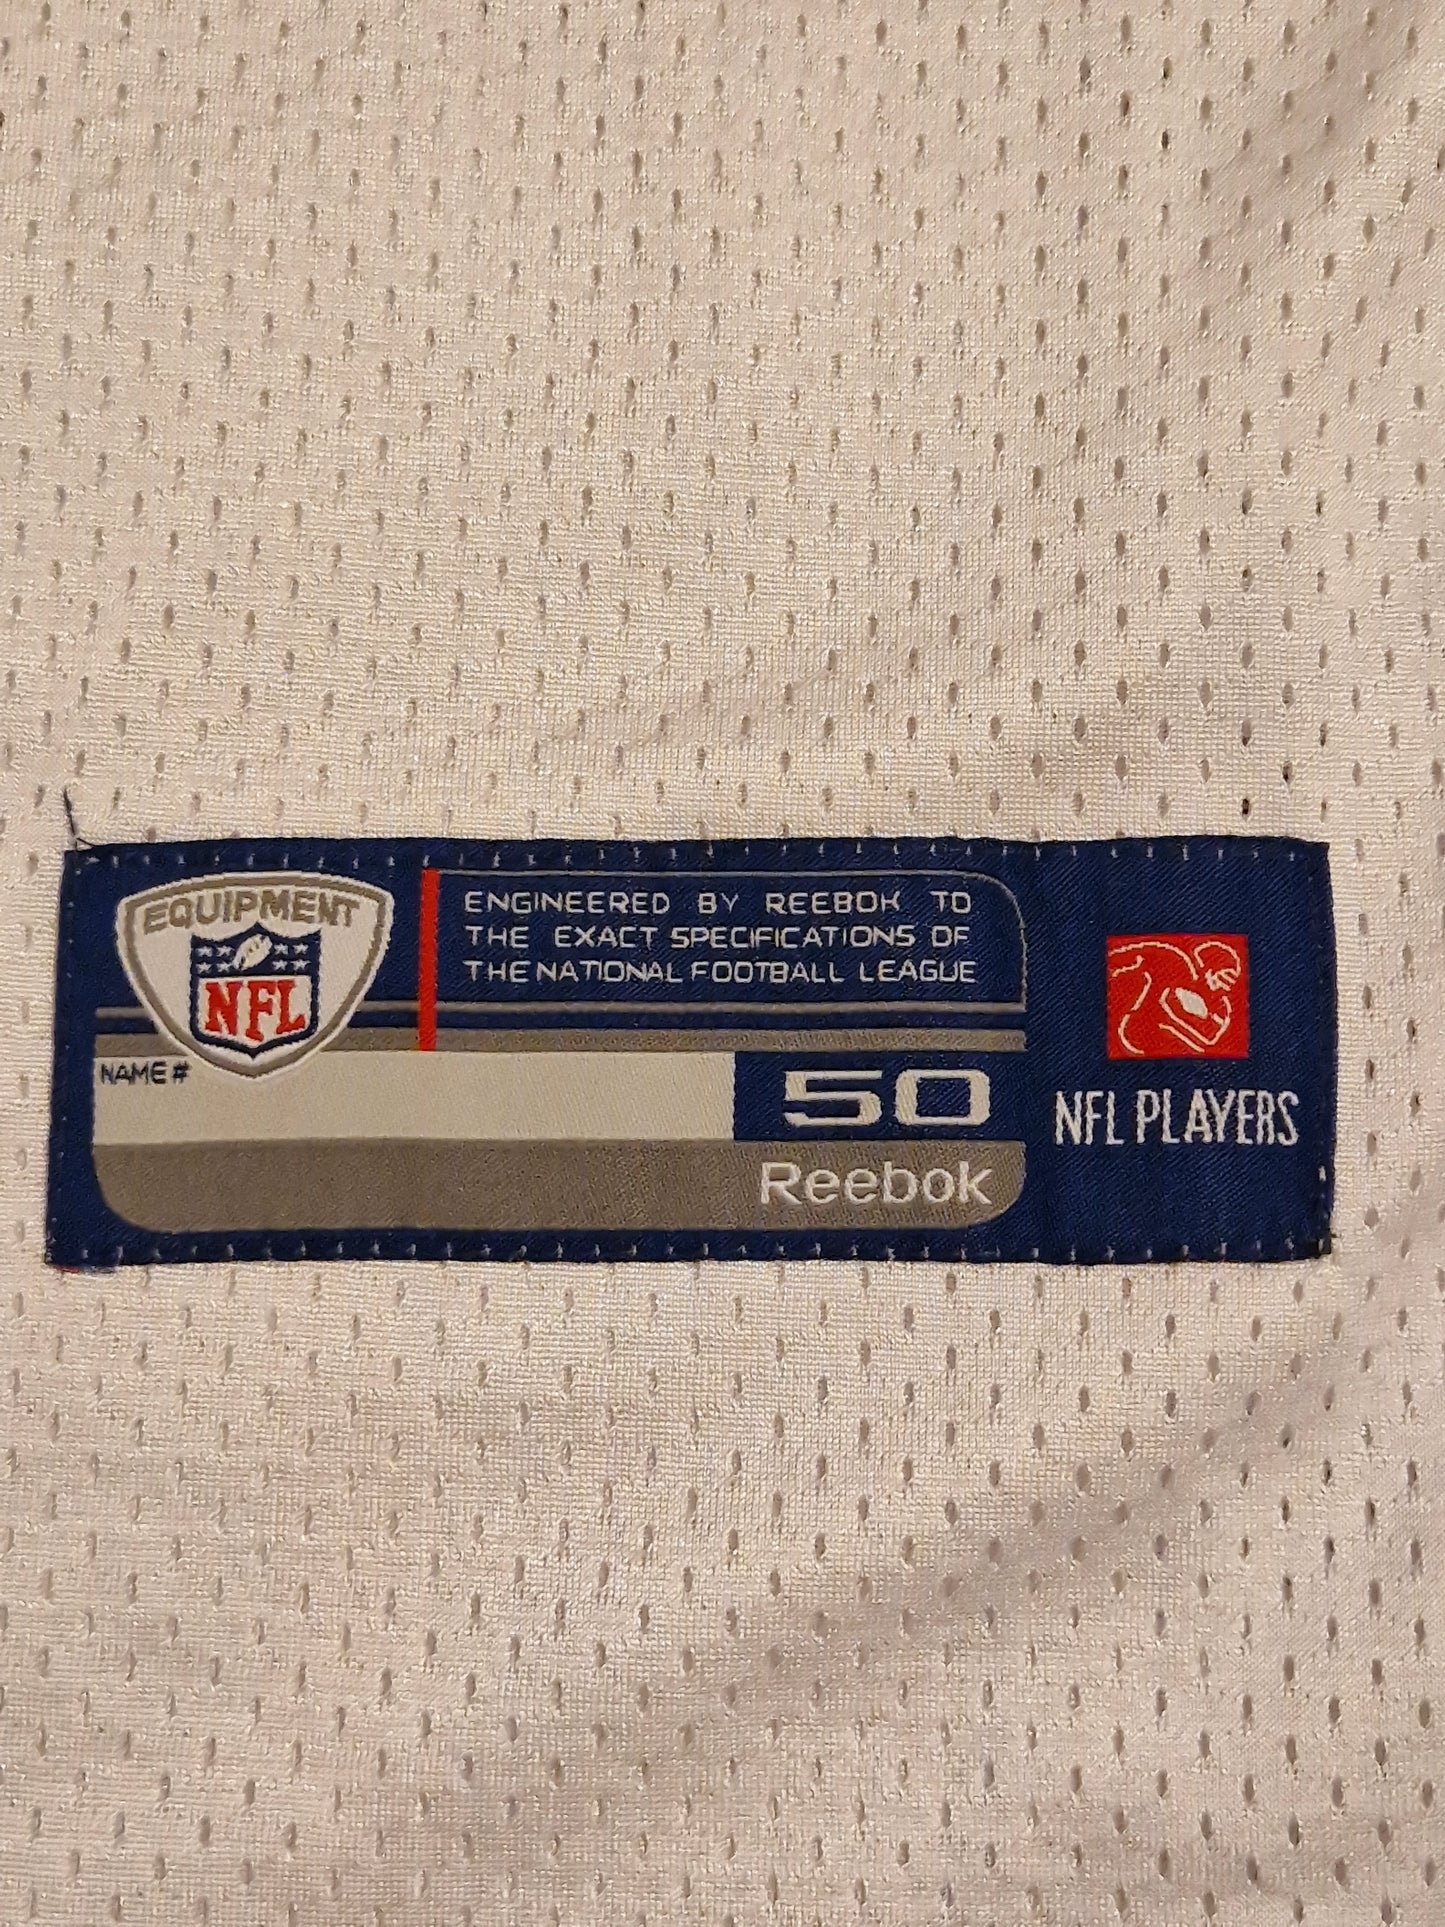 EQUIPMENT
NFL
ENGINEERED BY REEBOK TO
THE EXACT SPECIFICATIONS OF
THE NATIONAL FOOTBALL LEAGUE
NAME #
50
Reebok
NFL PLAYERS